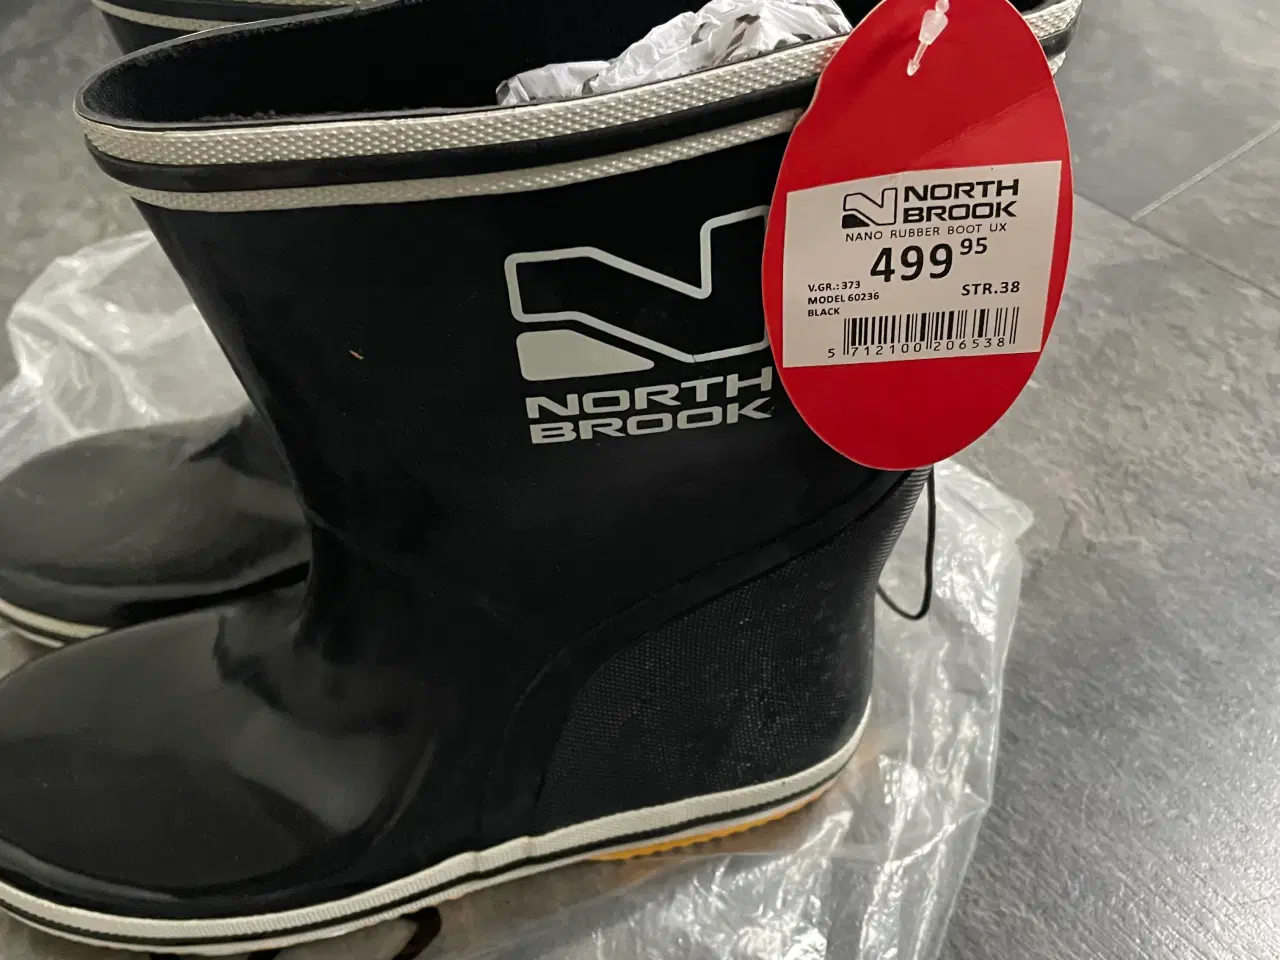 NORTH
BROOK
NORTH
BROOK
NANO RUBBER BOOT UX
499 95
V.GR.: 373
MODEL 60236
STR.38
BLACK
5 712100 206538